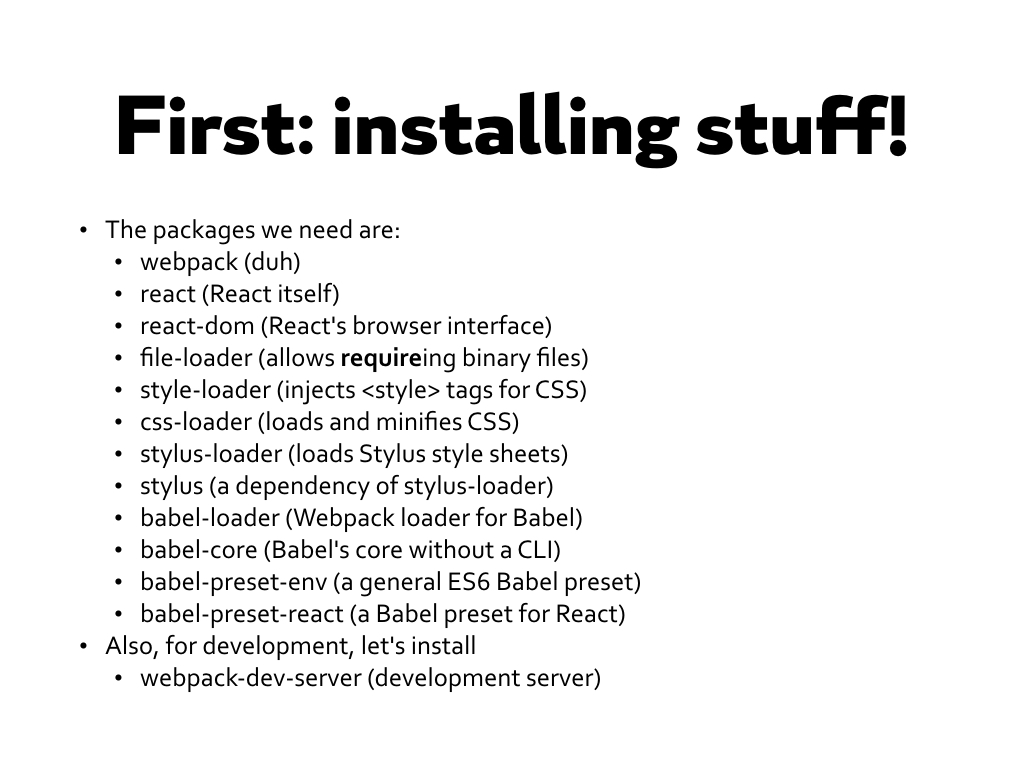 First: installing stuff!
• The packages we need are:
• webpack (duh)
• react (React itself)
• react-dom (React's browser interface)
• file-loader (allows requireing binary files)
• style-loader (injects <style> tags for CSS)
• css-loader (loads and minifies CSS)
• stylus-loader (loads Stylus style sheets)
• stylus (a dependency of stylus-loader)
• babel-loader (Webpack loader for Babel)
• babel-core (Babel's core without a CLI)
• babel-preset-env (a general ES6 Babel preset)
• babel-preset-react (a Babel preset for React)
• Also, for development, let's install
• webpack-dev-server (development server)